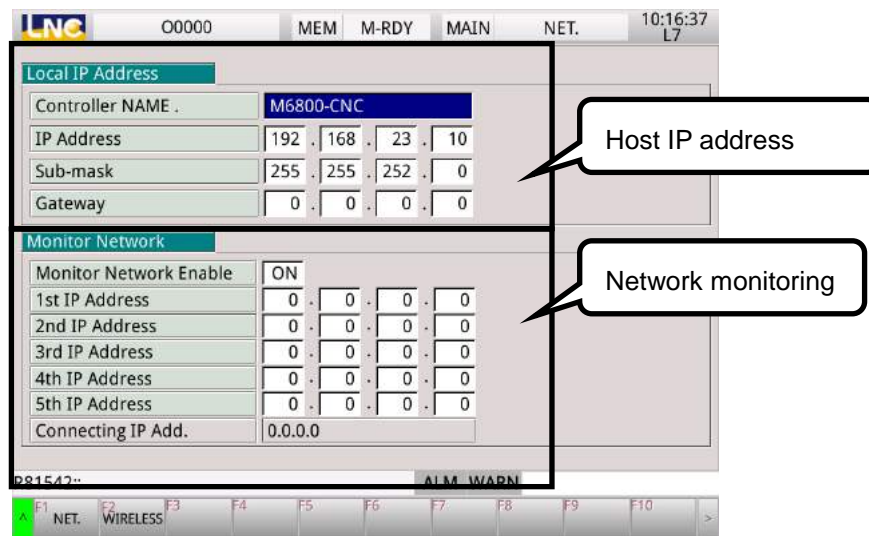 LNC O0000 MEM M-RDY MAIN NET. 10:16:37
L7
Local IP Address
Controller NAME . M6800-CNC
IP Address 192 . 168 . 23 . 10
Host IP address
Sub-mask 255 . 255 . 252 . 0
Gateway 0 . 0 . 0 . 0
Monitor Network
Monitor Network Enable ON
Network monitoring
1st IP Address 0 . 0 . 0 . 0
2nd IP Address 0 . 0 . 0 . 0
3rd IP Address 0 . 0 . 0 . 0
4th IP Address 0 . 0 . 0 . 0
5th IP Address 0 . 0 . 0 . 0
Connecting IP Add. 0.0.0.0
R81542:: ALM WARN
^ F1 NET. F2 WIRELESS F3 F4 F5 F6 F7 F8 F9 F10 >